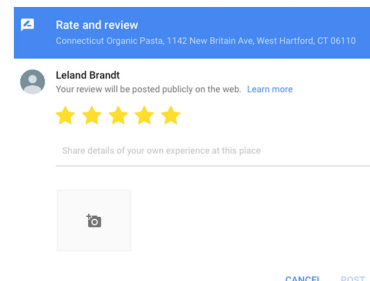 Rate and review
Connecticut Organic Pasta, 1142 New Britain Ave, West Hartford, CT 06110
Leland Brandt
Your review will be posted publicly on the web. Learn more
Share details of your own experience at this place
CANCEL POST